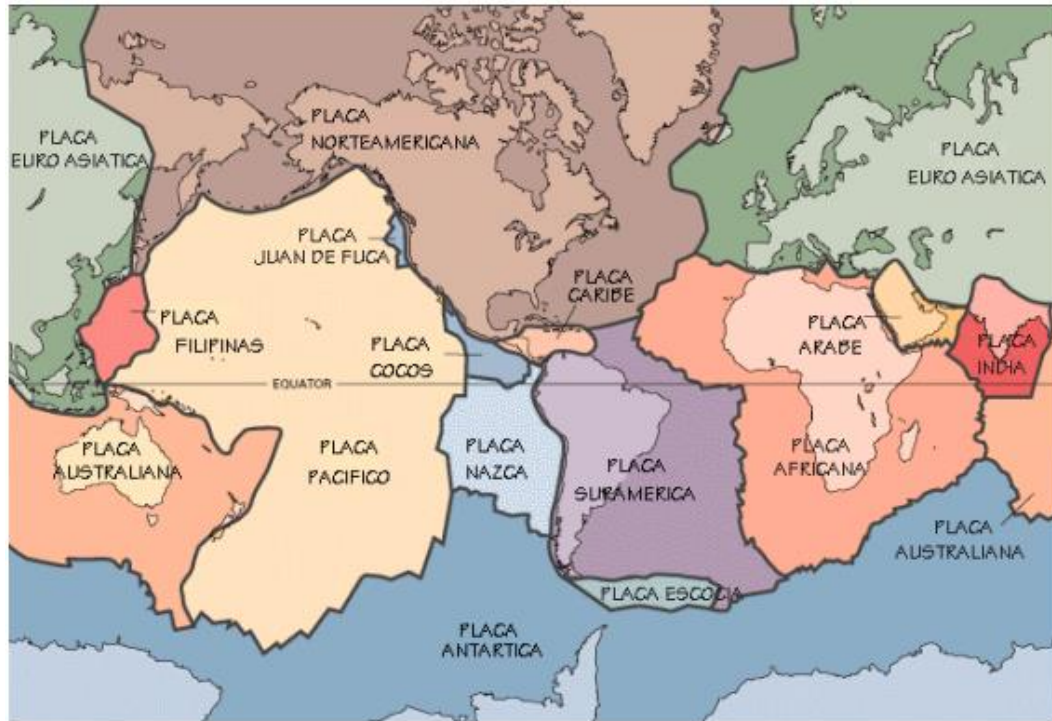 PLACA
NORTEAMERICANA
PLACA
EURO ASIATICA
PLACA
EURO ASIATICA
PLACA
JUAN DE FUCA
PLACA
CARIBE
PLACA
FILIPINAS
PLACA
COCOS
PLACA
ARABE
PLACA
INDIA
EQUATOR
PLACA
AUSTRALIANA
PLACA
PACIFICO
PLACA
NAZCA
PLACA
SURAMERICA
PLACA
AFRICANA
PLACA
AUSTRALIANA
PLACA ESCOCIA
PLACA
ANTARTICA